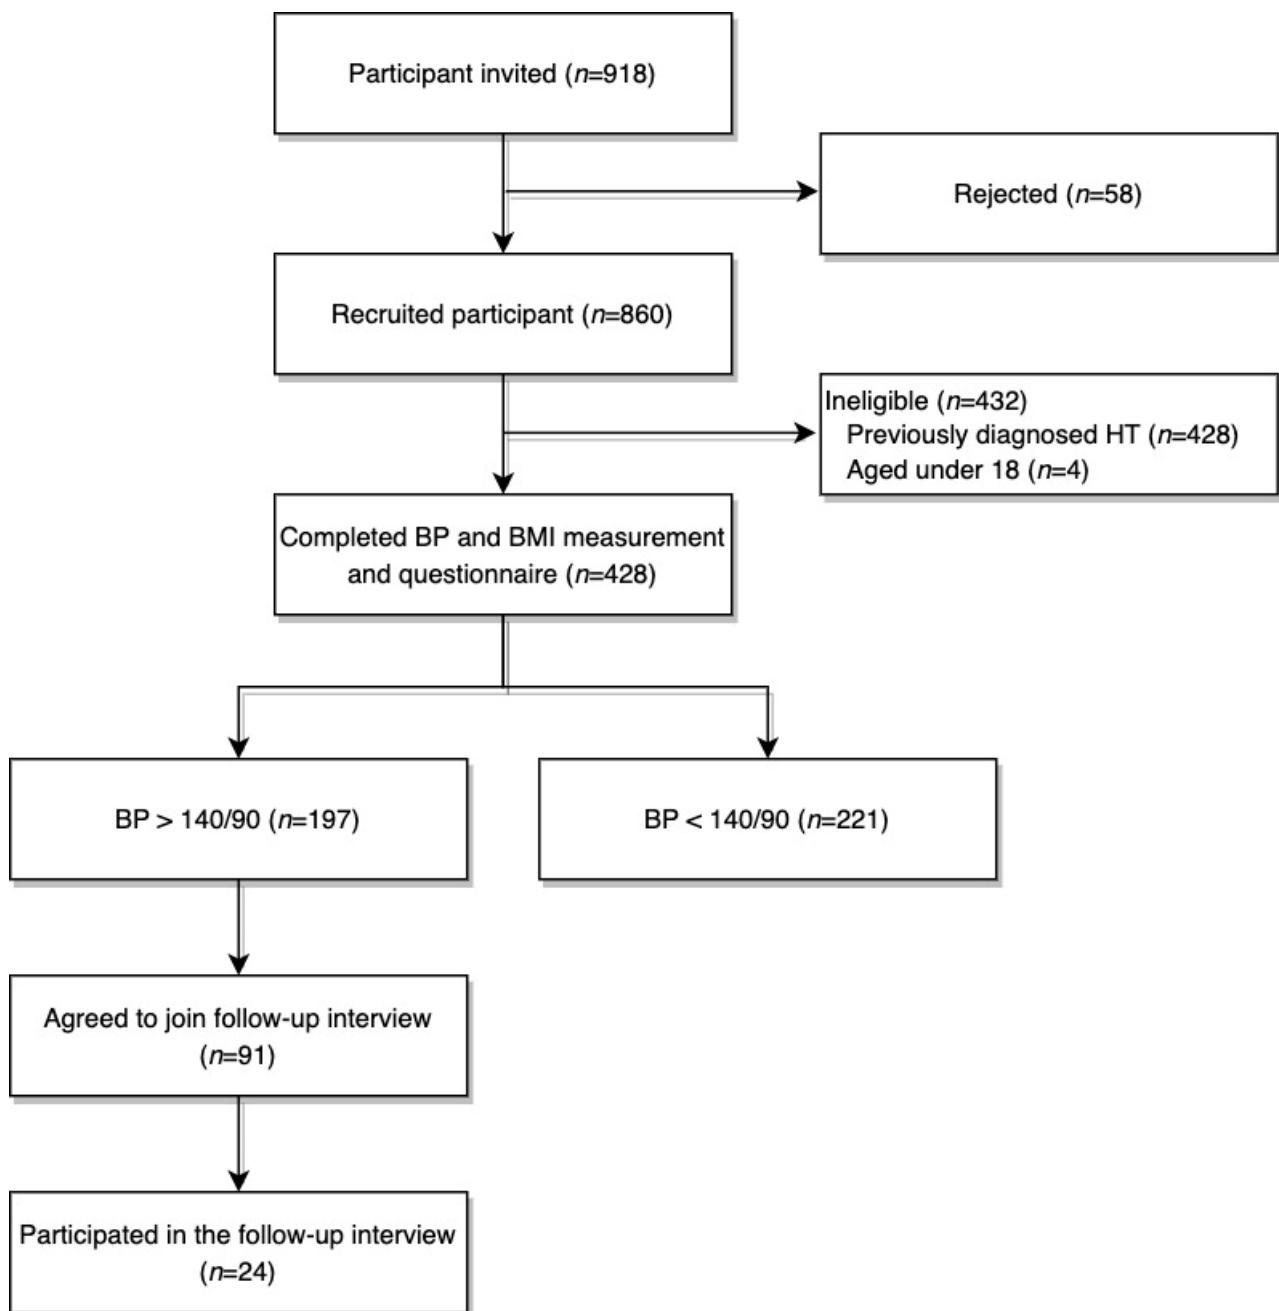 Participant invited (n=918)
Rejected (n=58)
Recruited participant (n=860)
Ineligible (n=432)
Previously diagnosed HT (n=428)
Aged under 18 (n=4)
Completed BP and BMI measurement
and questionnaire (n=428)
BP > 140/90 (n=197)
BP < 140/90 (n=221)
Agreed to join follow-up interview
(n=91)
Participated in the follow-up interview
(n=24)